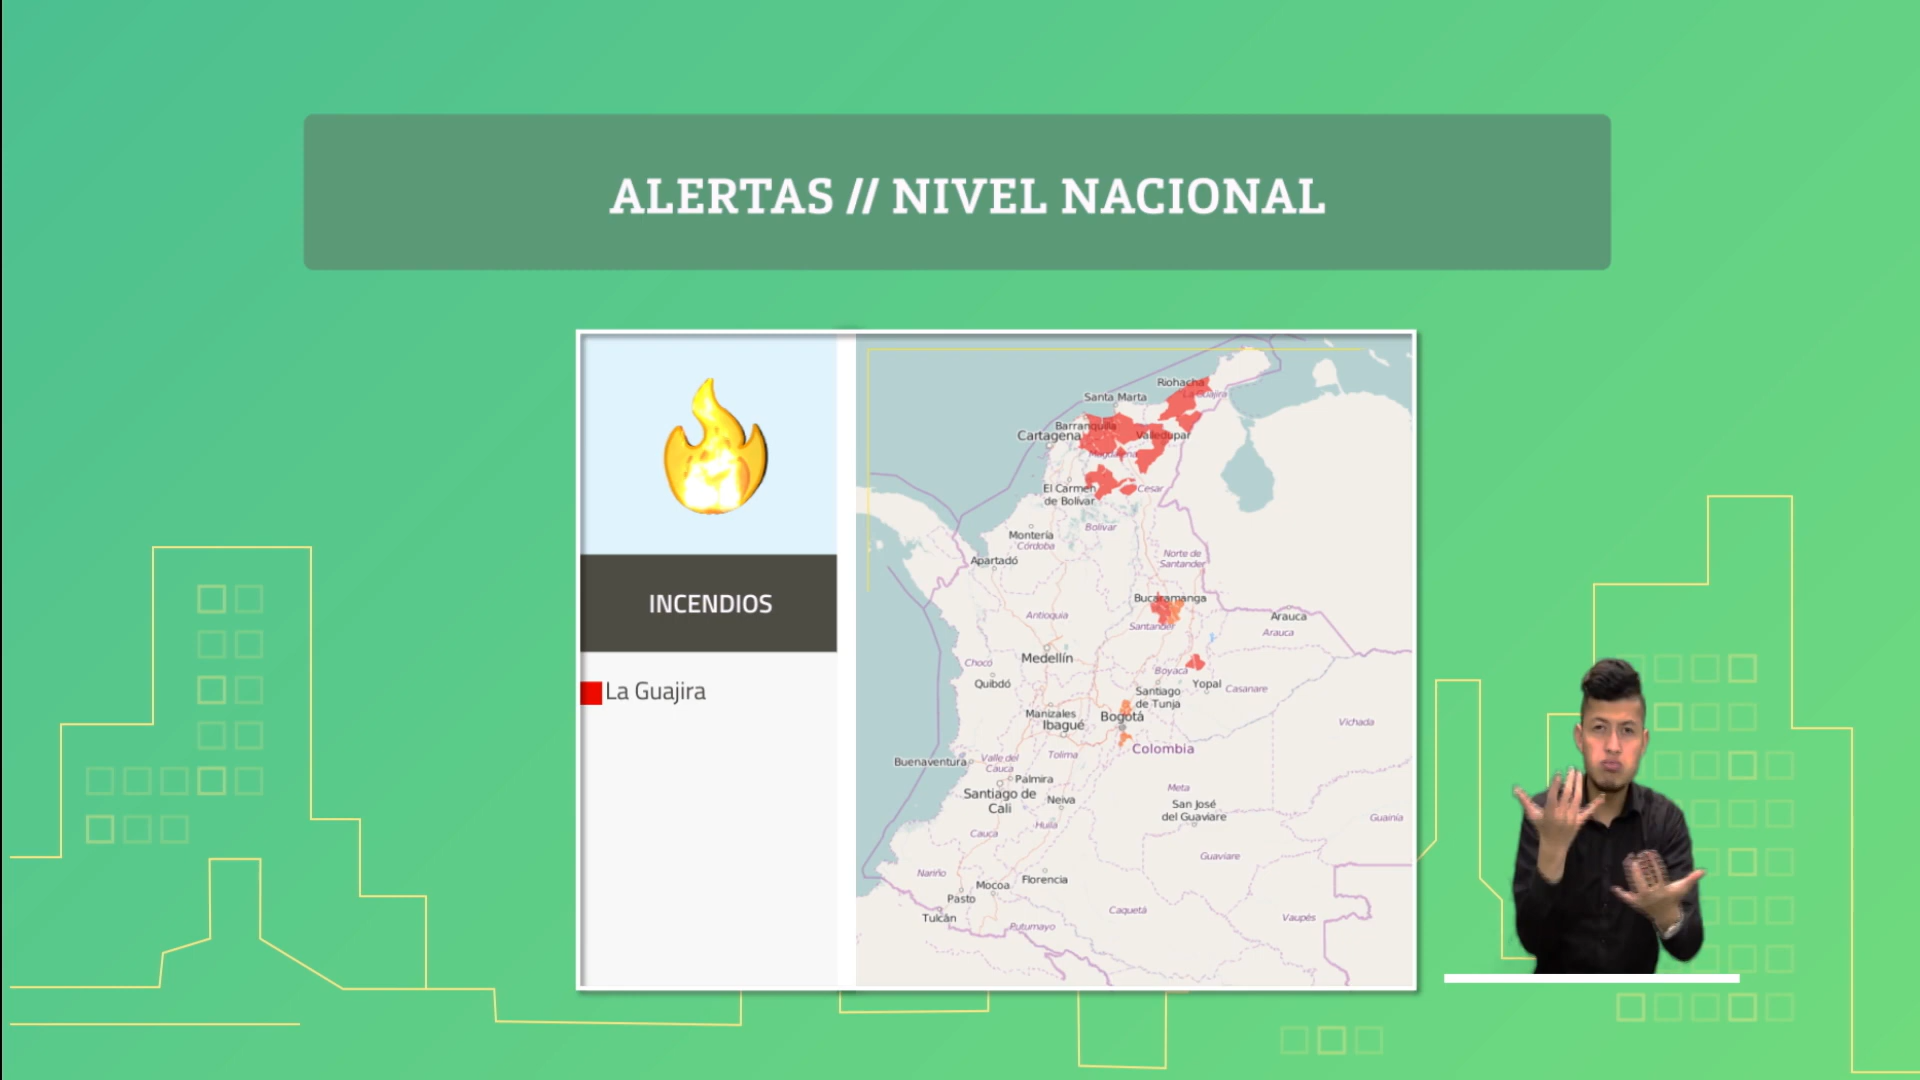 ALERTAS // NIVEL NACIONAL
INCENDIOS
La Guajira
Riohacha
La Guajira
Santa Marta
Barranquilla
Cartagena
Valledupar
Magdalena
El Carmen
de Bolívar
Cesar
Bolívar
Montería
Córdoba
Apartadó
Norte de
Santander
Bucaramanga
Antioquia
Santander
Arauca
Arauca
Medellín
Chocó
Quibdó
Boyacá
Yopal
Casanare
Santiago
de Tunja
Manizales
Ibagué
Bogotá
Vichada
Colombia
Buenaventura
Valle del
Cauca
Tolima
Palmira
Santiago de
Cali
Neiva
Meta
San José
del Guaviare
Guainía
Cauca
Huila
Guaviare
Nariño
Mocoa
Florencia
Pasto
Tulcán
Putumayo
Caquetá
Vaupés